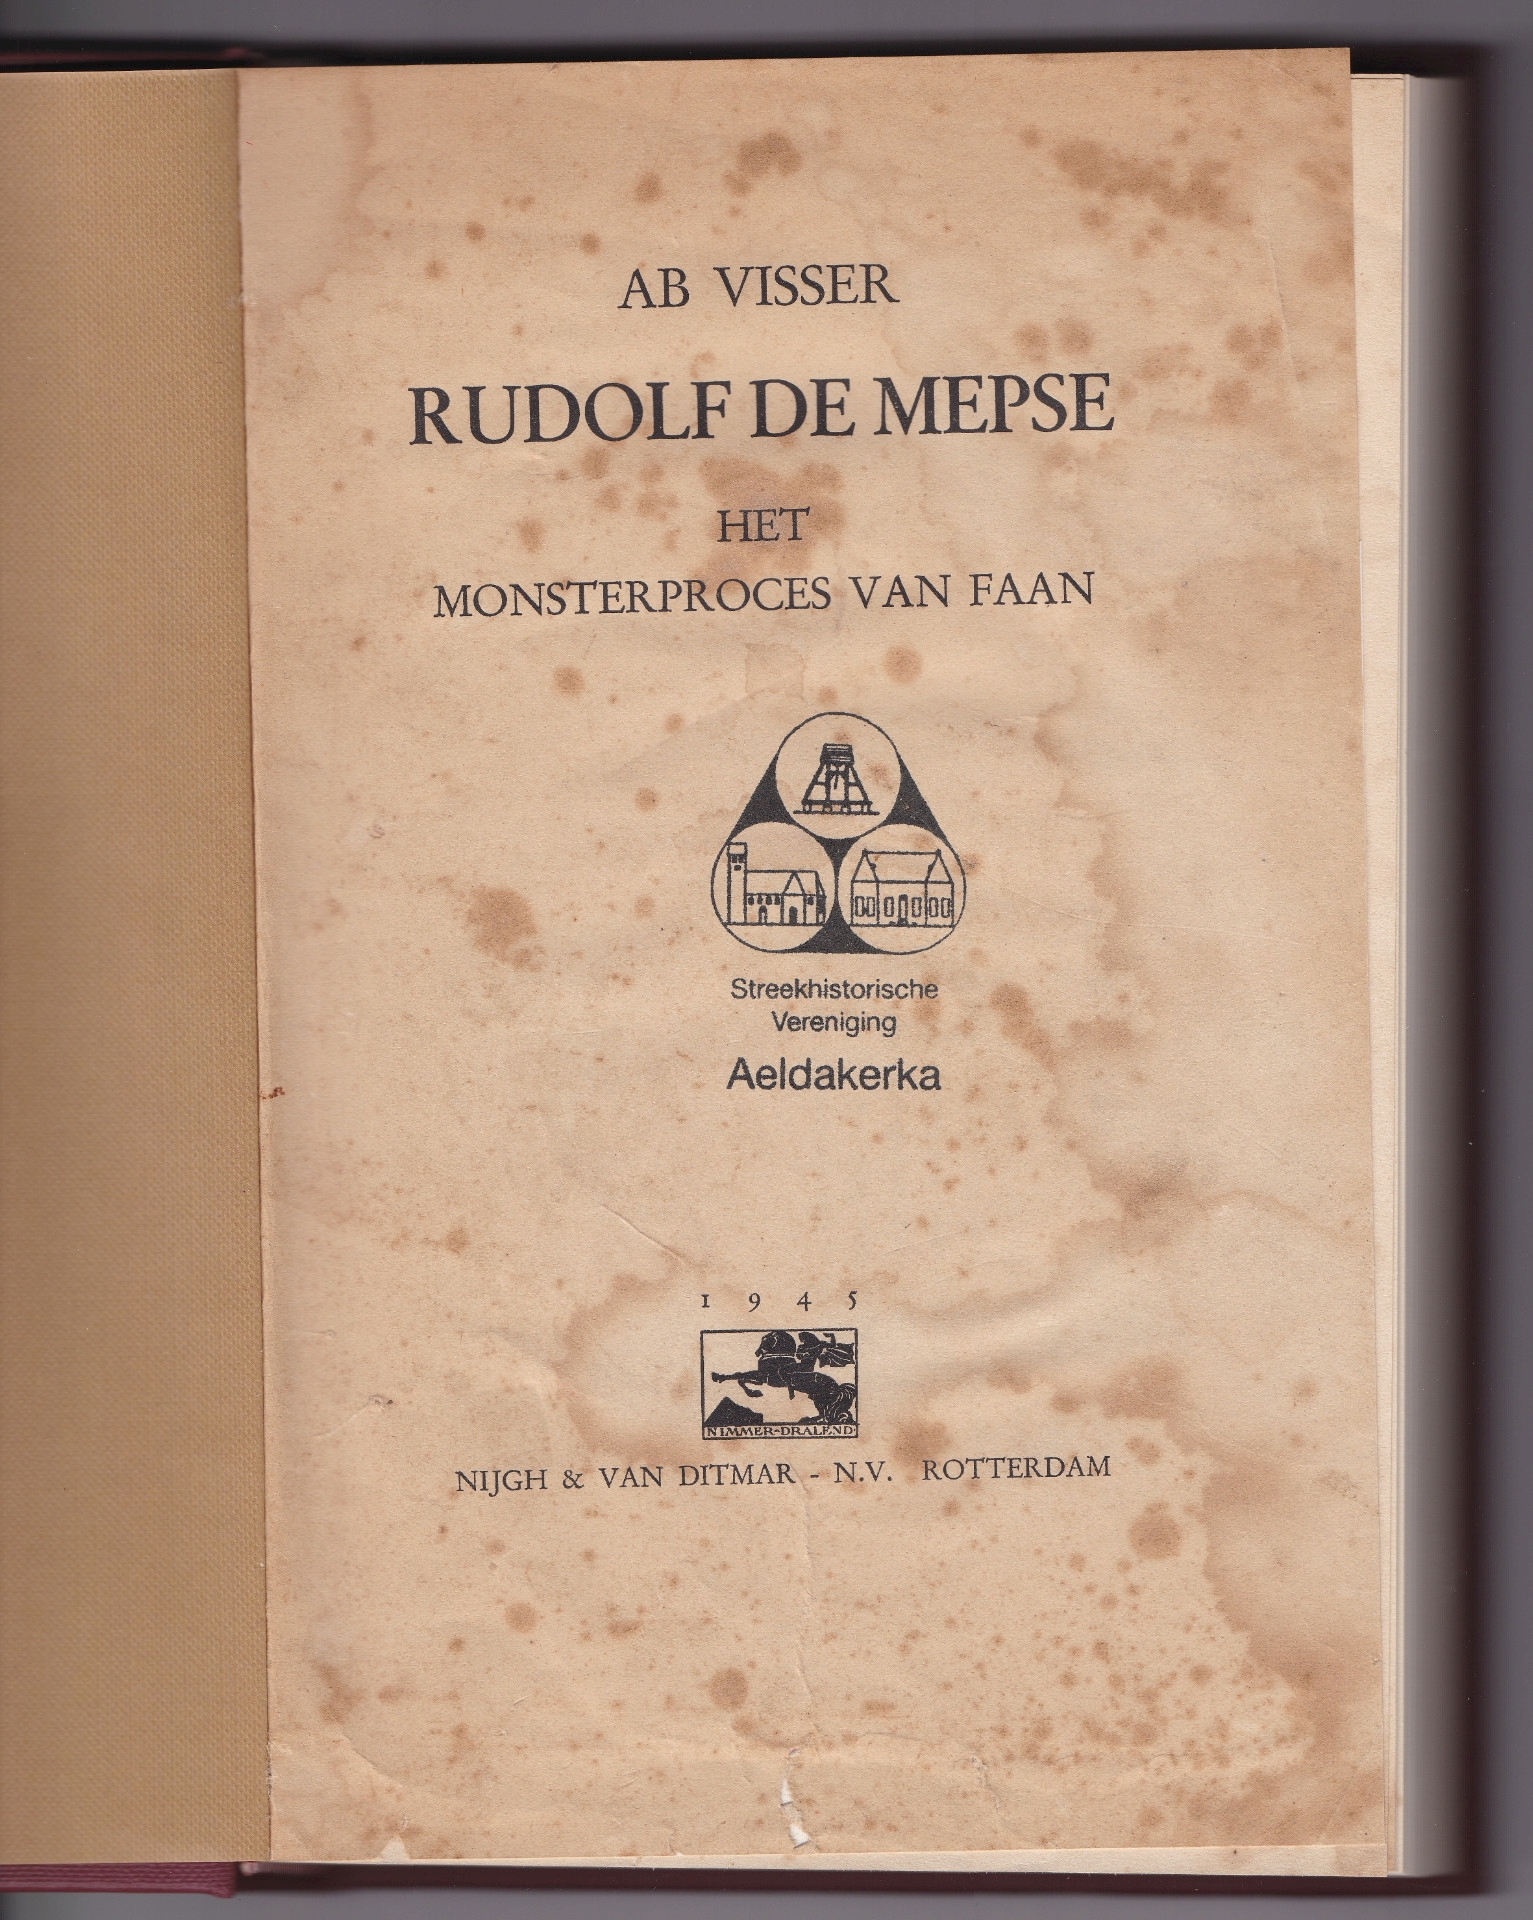 AB VISSER
RUDOLF DE MEPSE
HET
MONSTERPROCES VAN FAAN
Streekhistorische
Vereniging
Aeldakerka
1945
NIMMER-DRALEND
NIJGH & VAN DITMAR - N.V. ROTTERDAM